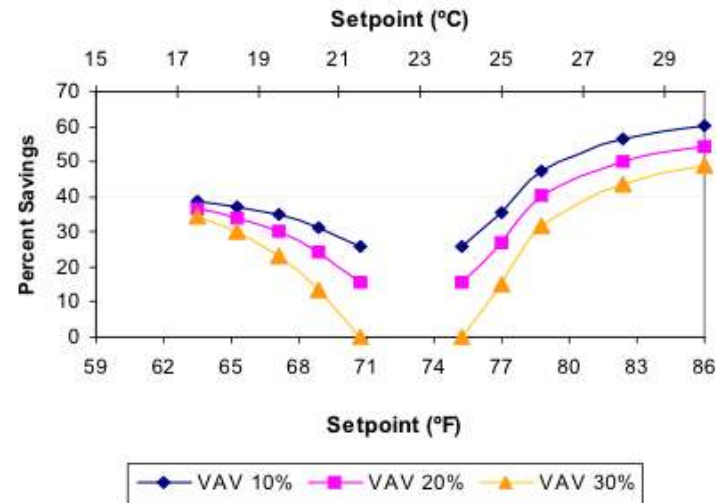 Setpoint (ºC)
15 17 19 21 23 25 27 29
Percent Savings
70
60
50
40
30
20
10
0
59 62 65 68 71 74 77 80 83 86
Setpoint (ºF)
VAV 10% VAV 20% VAV 30%